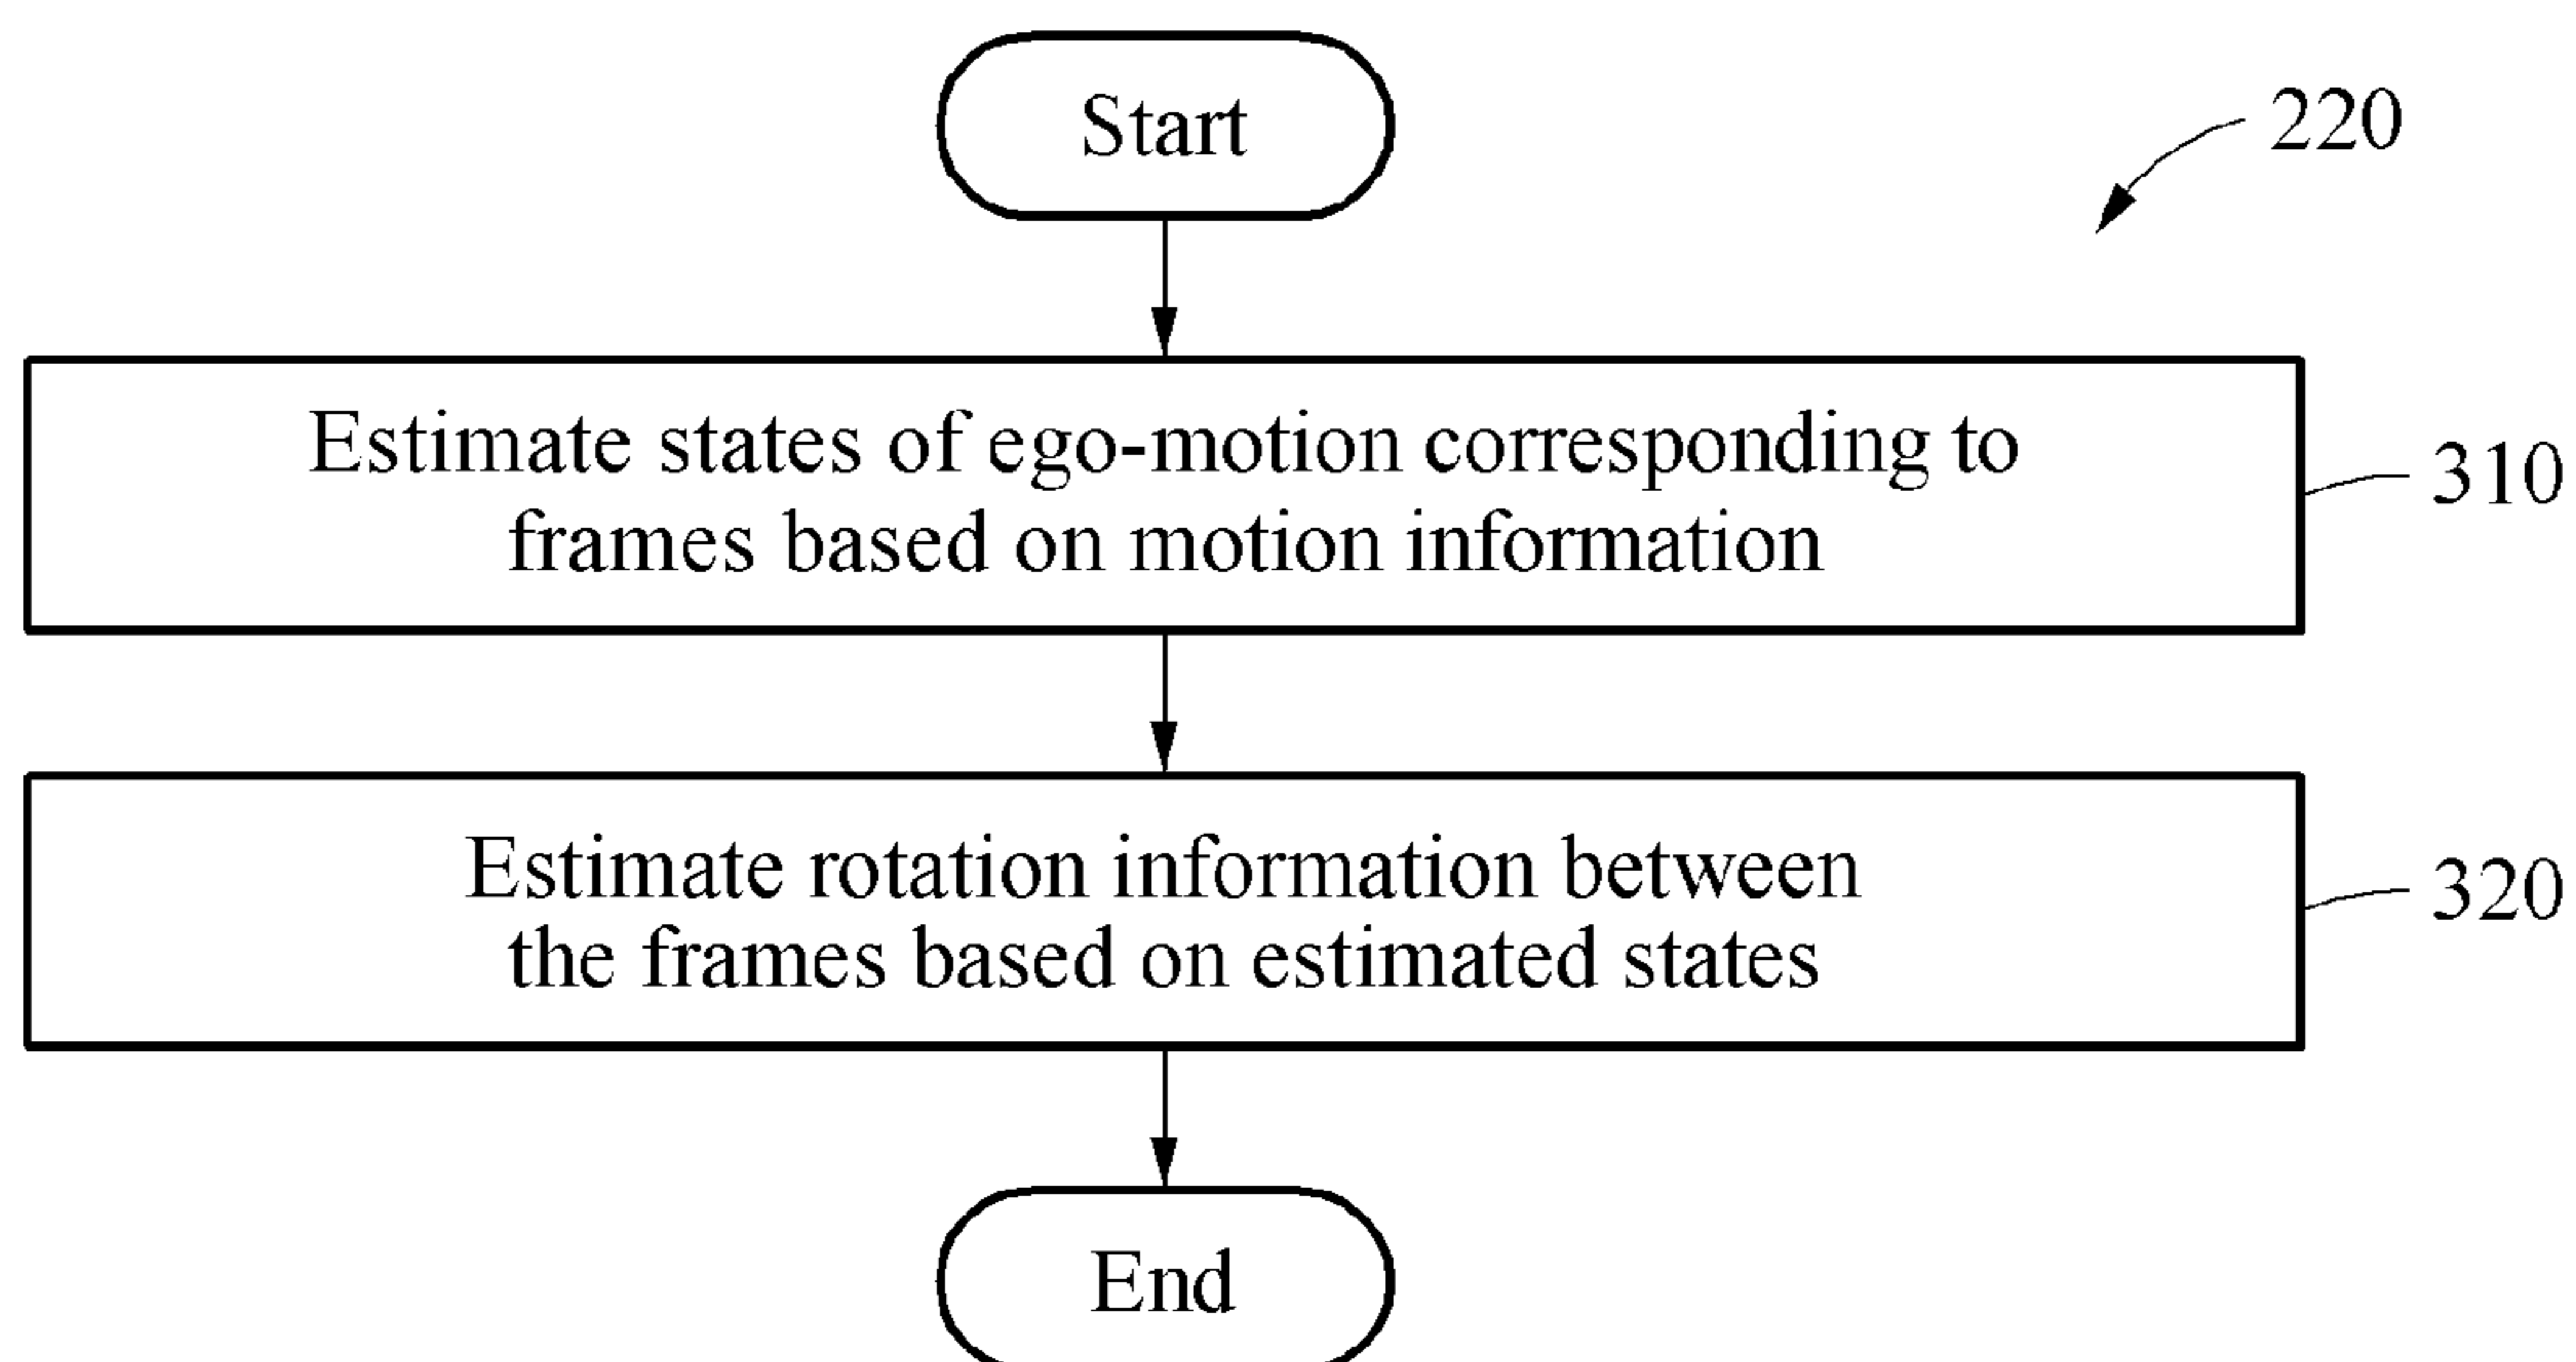 Start
220
Estimate states of ego-motion corresponding to
frames based on motion information
310
Estimate rotation information between
the frames based on estimated states
320
End